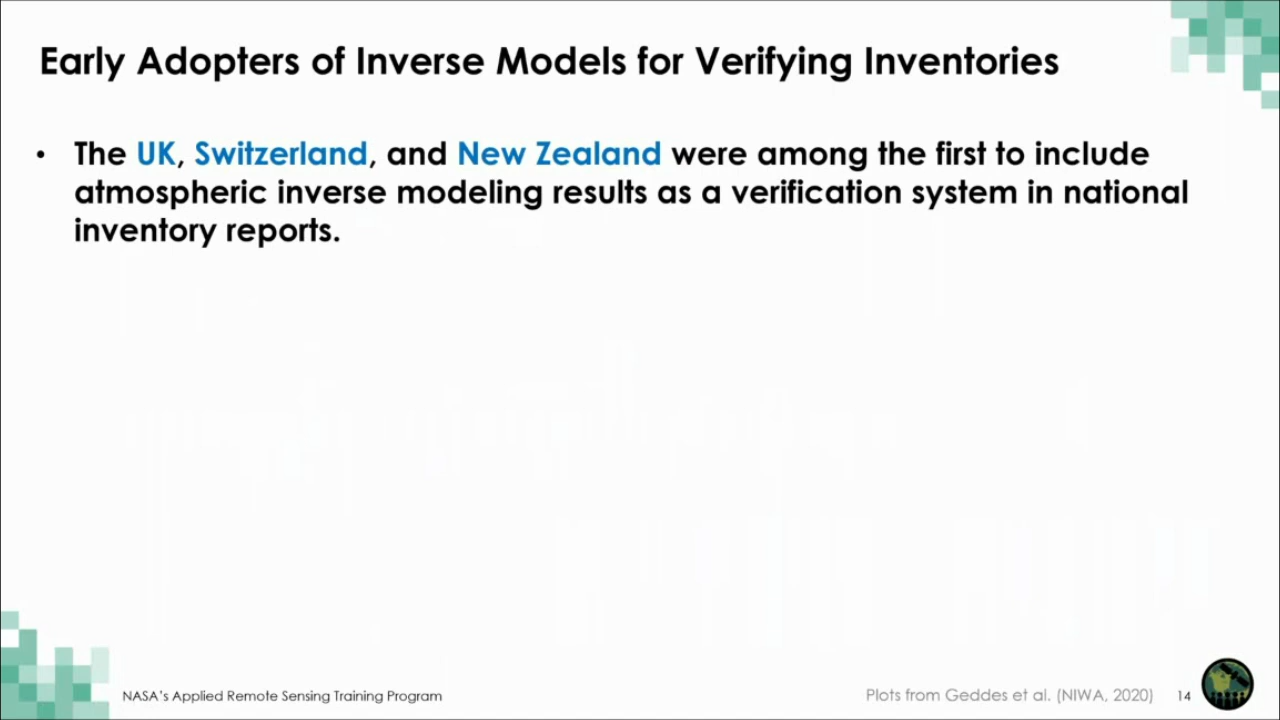 Early Adopters of Inverse Models for Verifying Inventories
• The UK, Switzerland, and New Zealand were among the first to include
atmospheric inverse modeling results as a verification system in national
inventory reports.
NASA's Applied Remote Sensing Training Program
Plots from Geddes et al. (NIWA, 2020)
14